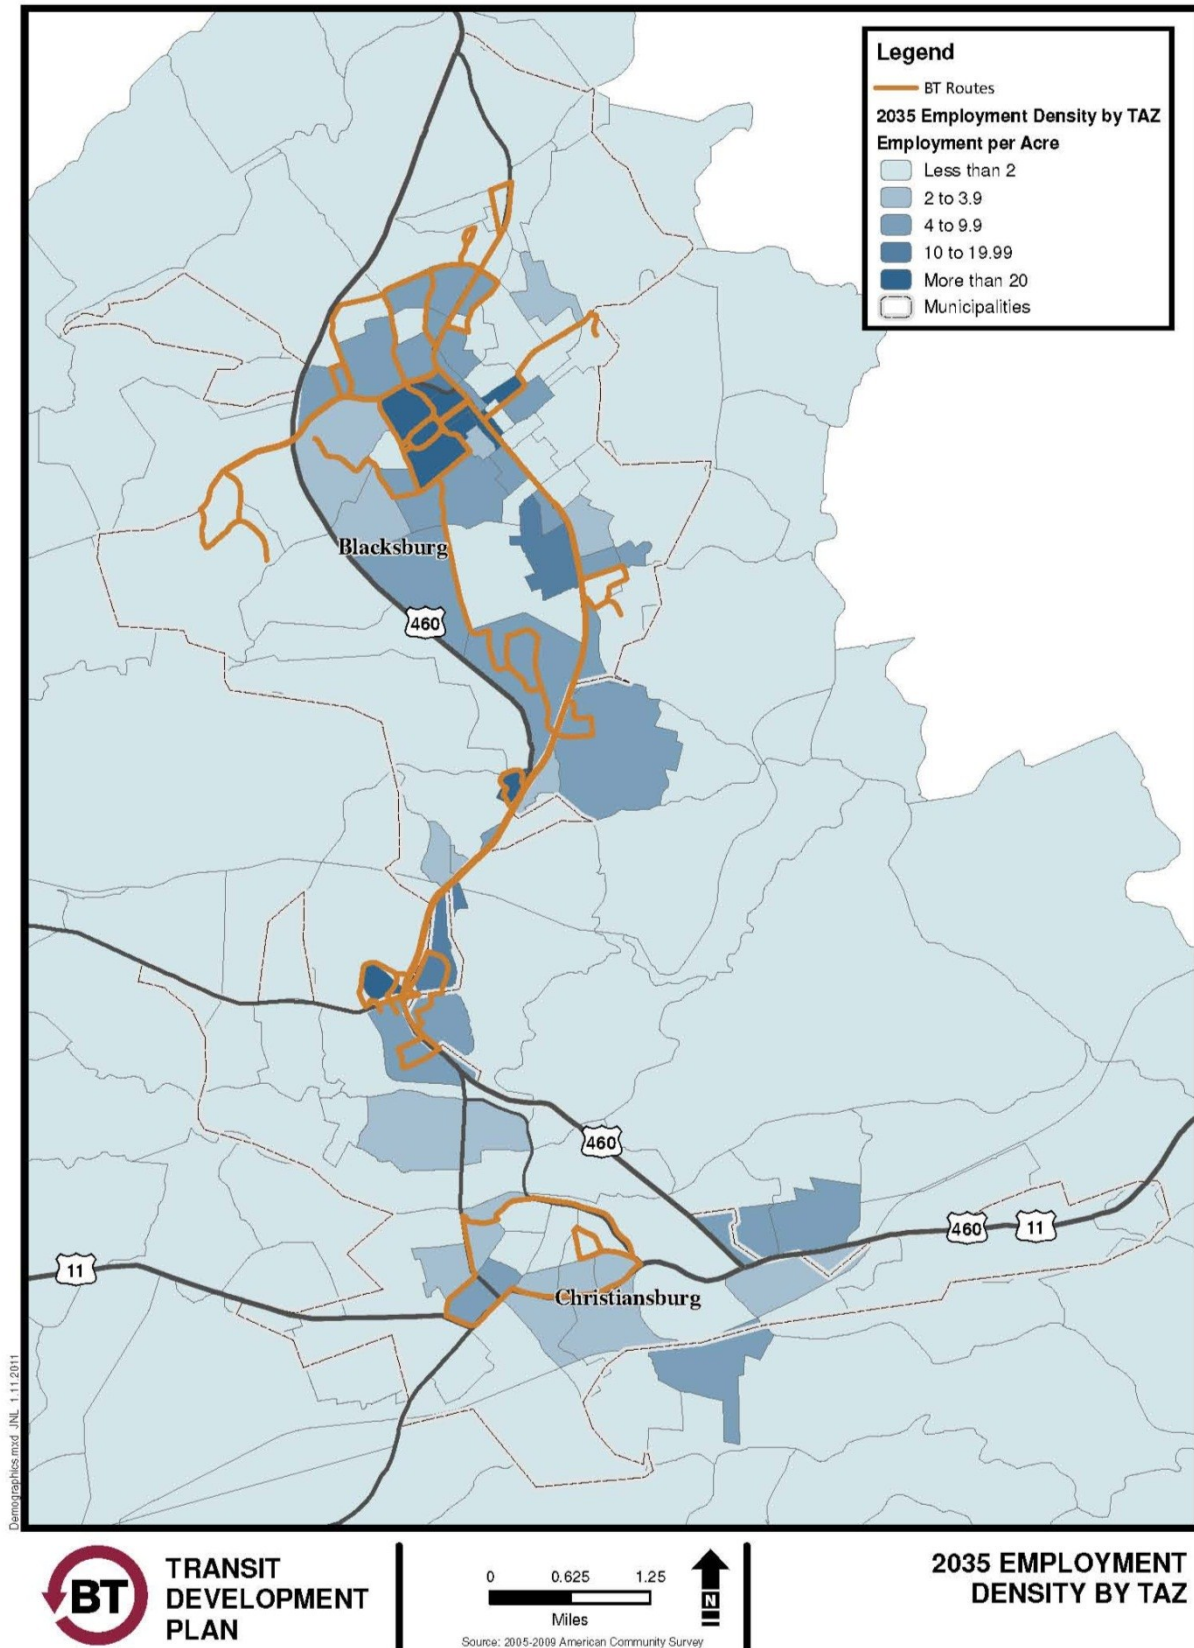 Legend
BT Routes
2035 Employment Density by TAZ
Employment per Acre
Less than 2
2 to 3.9
4 to 9.9
10 to 19.99
More than 20
Municipalities
Blacksburg
460
460
460
11
11
Christiansburg
Demographics.mxd JNL 1.11.2011
BT
TRANSIT
DEVELOPMENT
PLAN
0 0.625 1.25
Miles
Source: 2005-2009 American Community Survey
N
2035 EMPLOYMENT
DENSITY BY TAZ